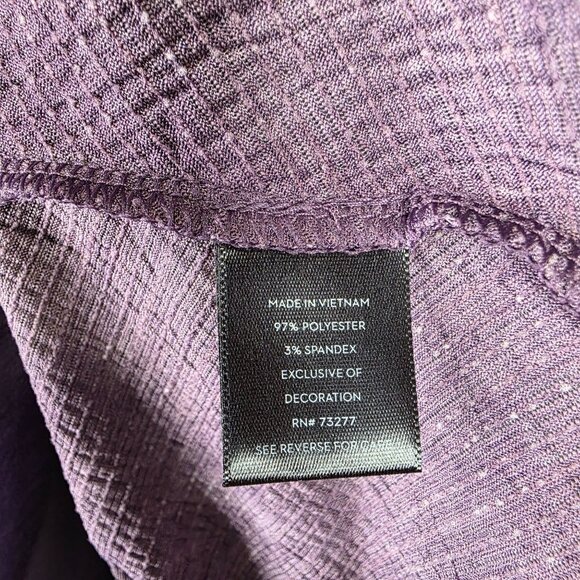 MADE IN VIETNAM
97% POLYESTER
3% SPANDEX
EXCLUSIVE OF
DECORATION
RN# 73277
SEE REVERSE FOR CARE